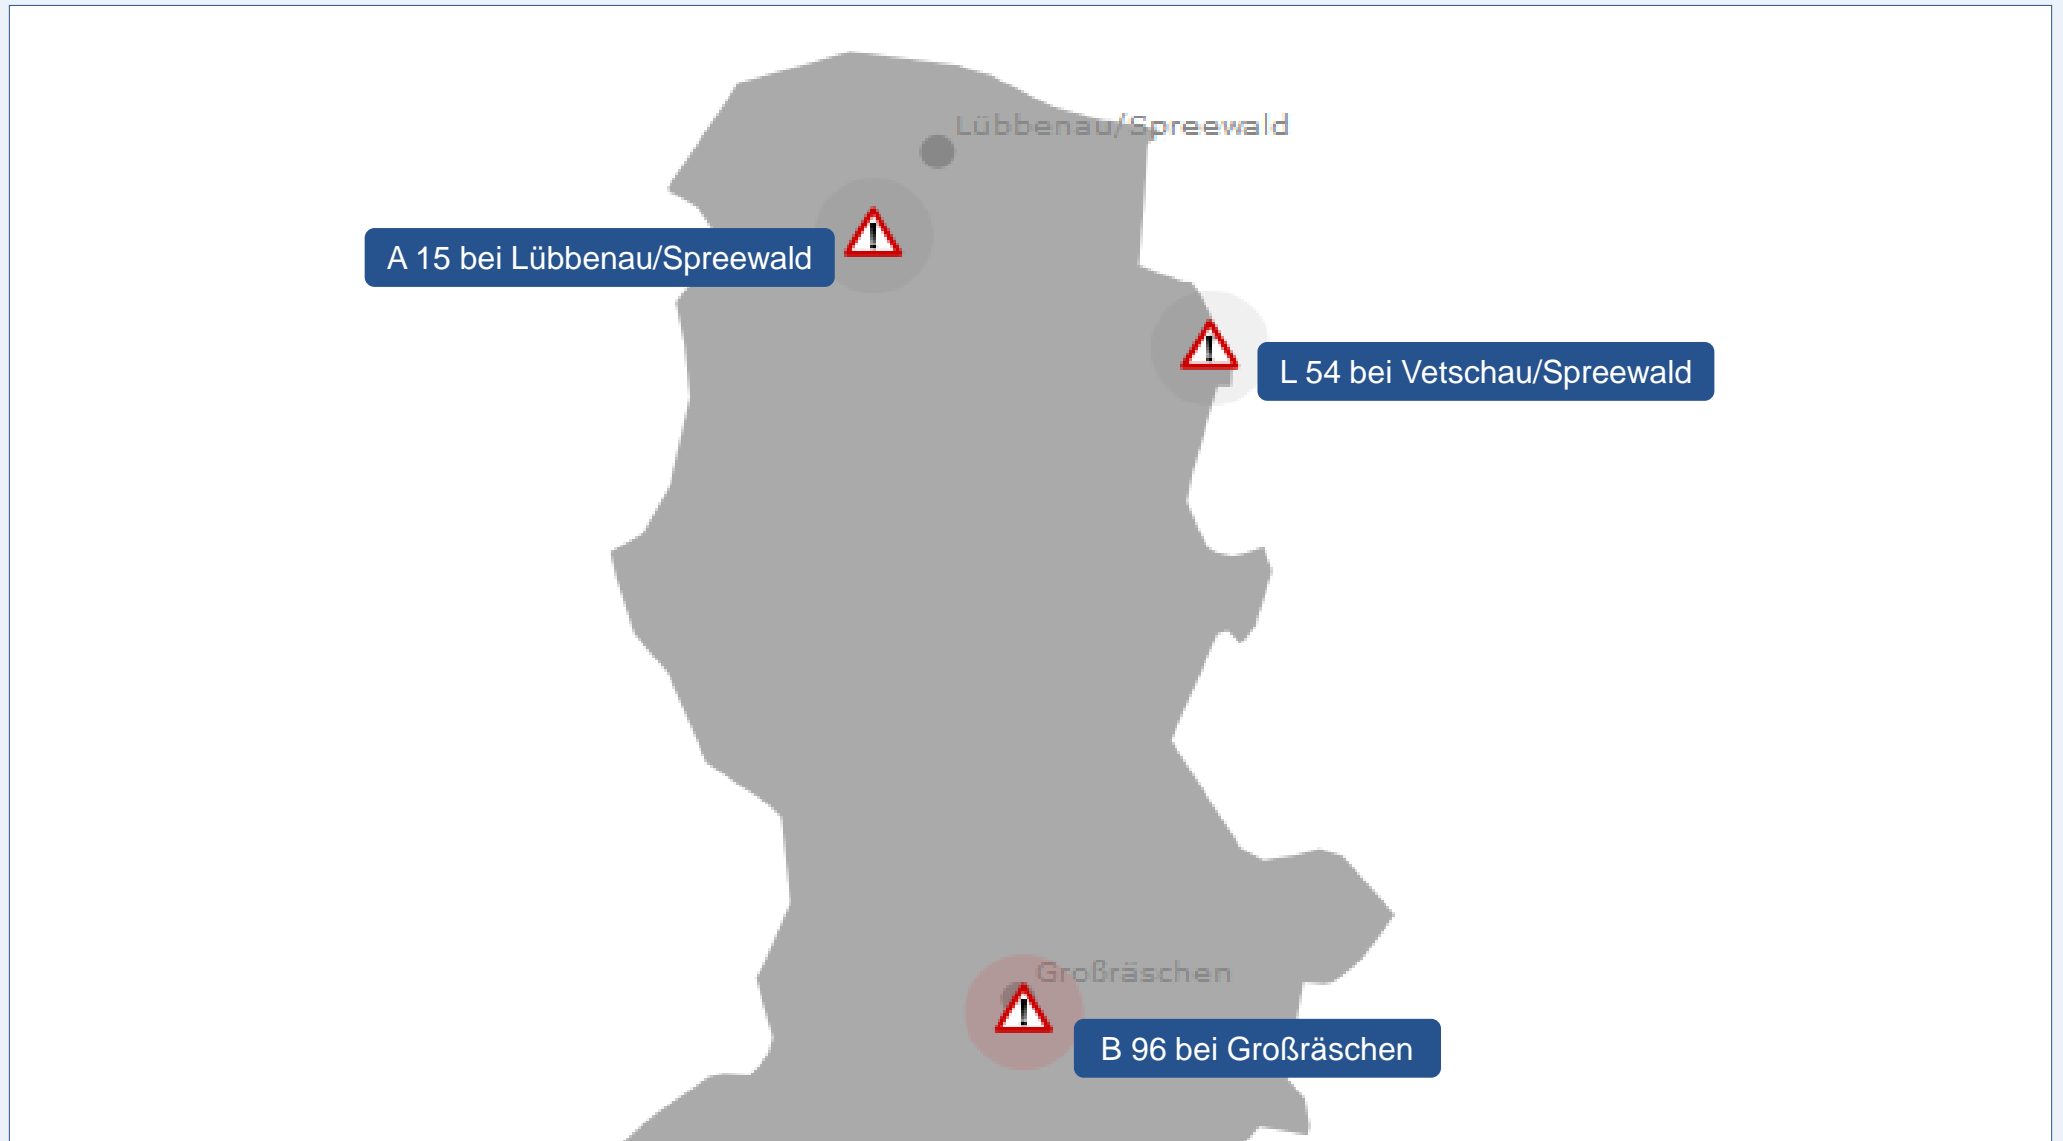 Lübbenau/Spreewald
A 15 bei Lübbenau/Spreewald
L 54 bei Vetschau/Spreewald
Großräschen
B 96 bei Großräschen